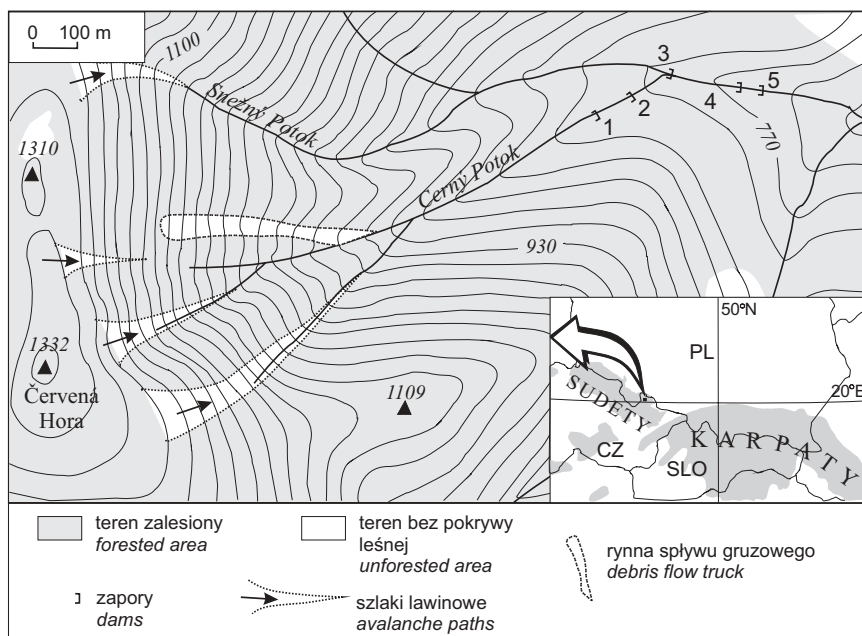 0 100 m
1100
3
4
5
2
1
Snežný Potok
770
1310
Černý Potok
930
50°N
PL
1332
Červená
Hora
1109
20°E
SUDETY
KARPATY
CZ
SLO
teren zalesiony
forested area
teren bez pokrywy
leśnej
unforested area
rynna spływu gruzowego
debris flow truck
zapory
dams
szlaki lawinowe
avalanche paths